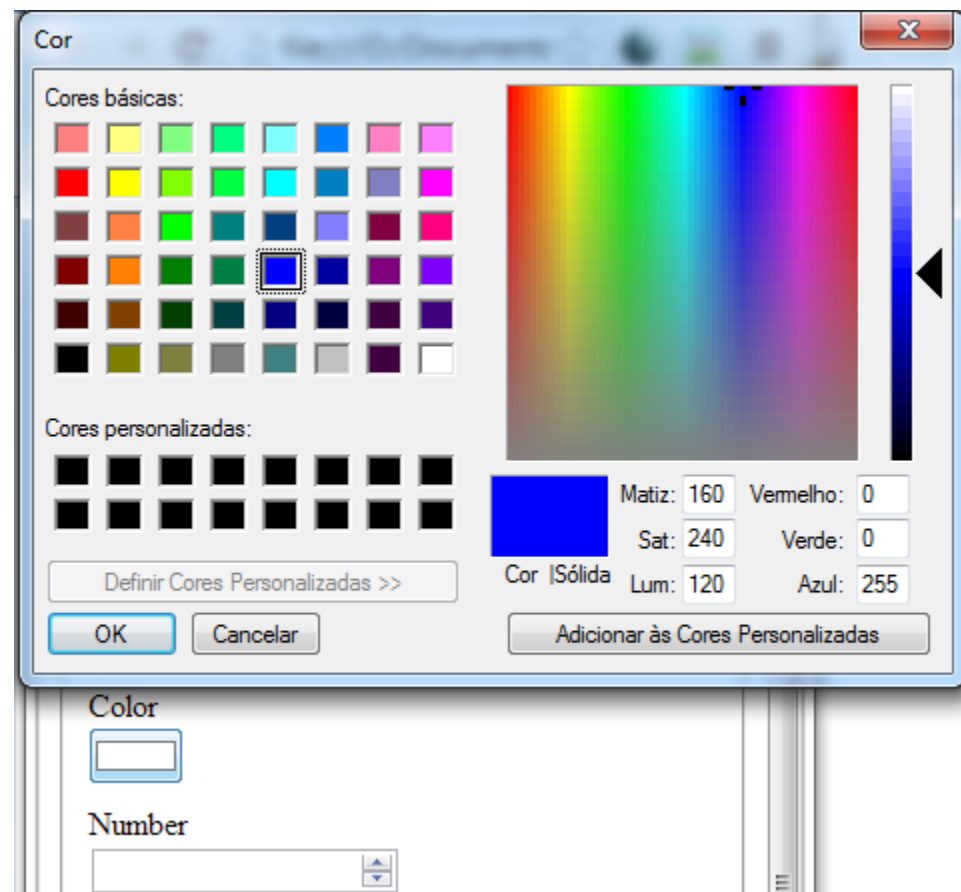 Cor
Cores básicas:
Cores personalizadas:
Definir Cores Personalizadas >>
OK Cancelar
Matiz: 160 Vermelho: 0
Sat: 240 Verde: 0
Cor |Sólida Lum: 120 Azul: 255
Adicionar às Cores Personalizadas
Color
Number